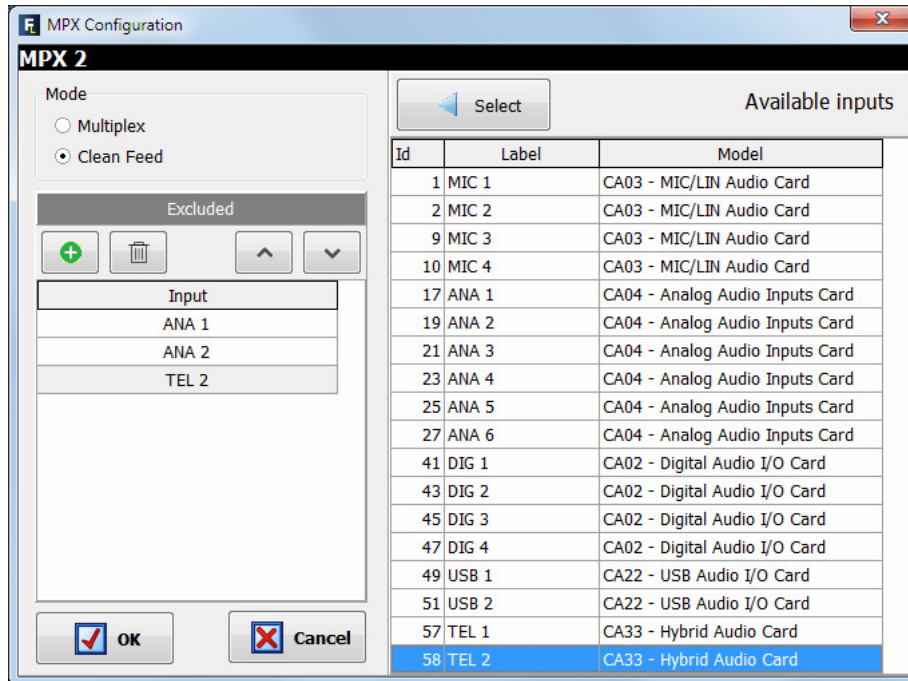 MPX Configuration
MPX 2
Mode
Multiplex
Clean Feed
Excluded
Input
ANA 1
ANA 2
TEL 2
OK
Cancel
Select
Available inputs
Id Label Model
1 MIC 1 CA03 - MIC/LIN Audio Card
2 MIC 2 CA03 - MIC/LIN Audio Card
9 MIC 3 CA03 - MIC/LIN Audio Card
10 MIC 4 CA03 - MIC/LIN Audio Card
17 ANA 1 CA04 - Analog Audio Inputs Card
19 ANA 2 CA04 - Analog Audio Inputs Card
21 ANA 3 CA04 - Analog Audio Inputs Card
23 ANA 4 CA04 - Analog Audio Inputs Card
25 ANA 5 CA04 - Analog Audio Inputs Card
27 ANA 6 CA04 - Analog Audio Inputs Card
41 DIG 1 CA02 - Digital Audio I/O Card
43 DIG 2 CA02 - Digital Audio I/O Card
45 DIG 3 CA02 - Digital Audio I/O Card
47 DIG 4 CA02 - Digital Audio I/O Card
49 USB 1 CA22 - USB Audio I/O Card
51 USB 2 CA22 - USB Audio I/O Card
57 TEL 1 CA33 - Hybrid Audio Card
58 TEL 2 CA33 - Hybrid Audio Card